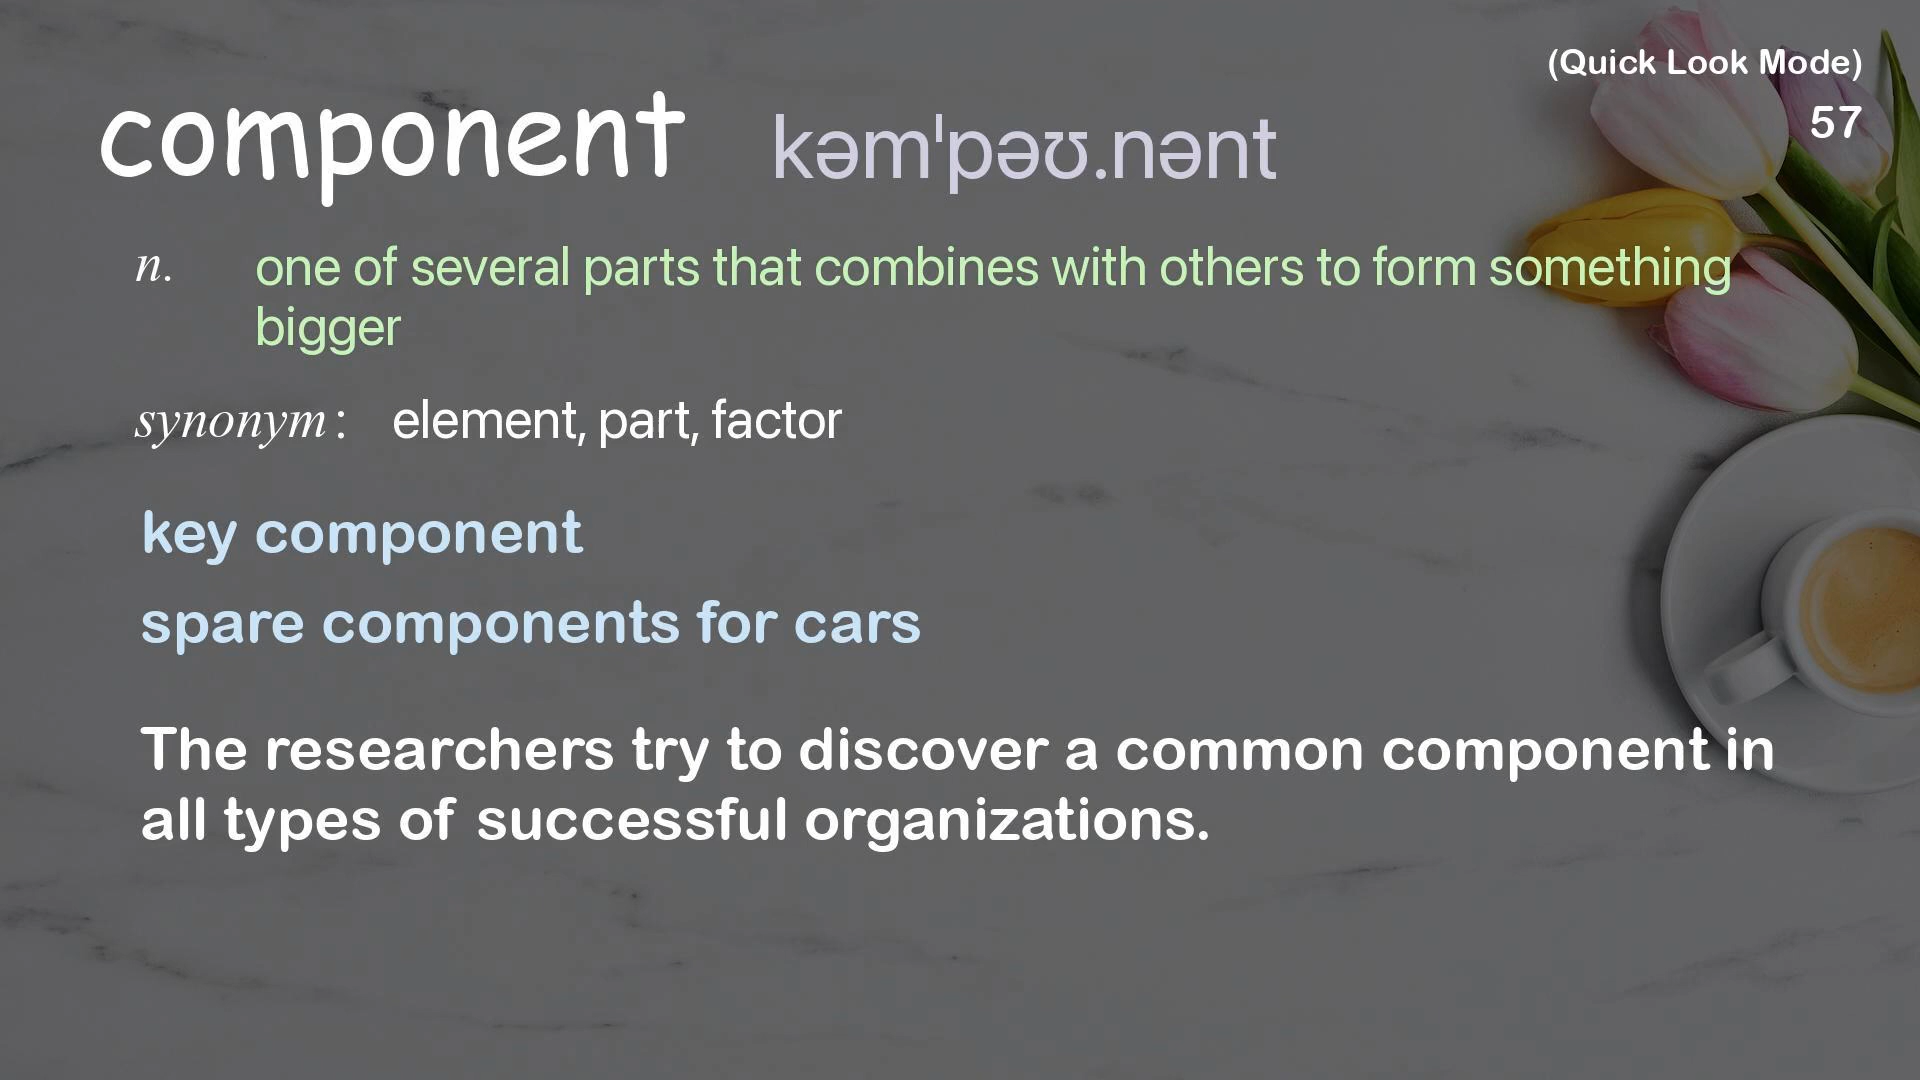 (Quick Look Mode)
57
component kəmˈpəʊ.nənt
n. one of several parts that combines with others to form something
bigger
synonym: element, part, factor
key component
spare components for cars
The researchers try to discover a common component in
all types of successful organizations.